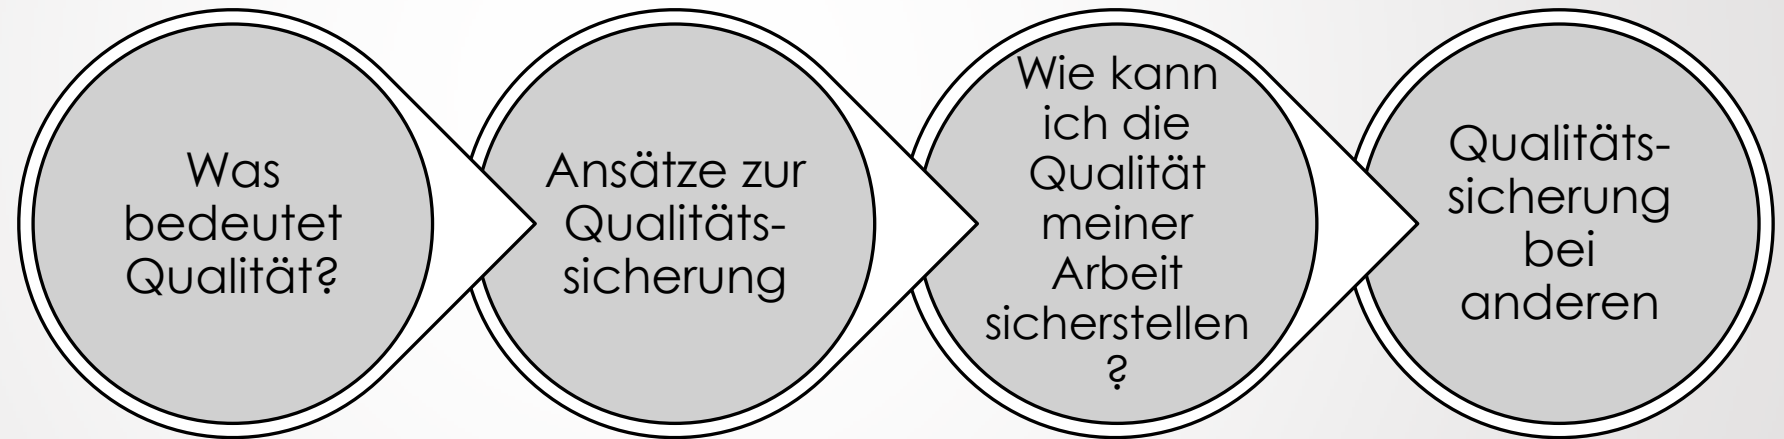 Was
bedeutet
Qualität?
Ansätze zur
Qualitäts-
sicherung
Wie kann
ich die
Qualität
meiner
Arbeit
sicherstellen
?
Qualitäts-
sicherung
bei
anderen